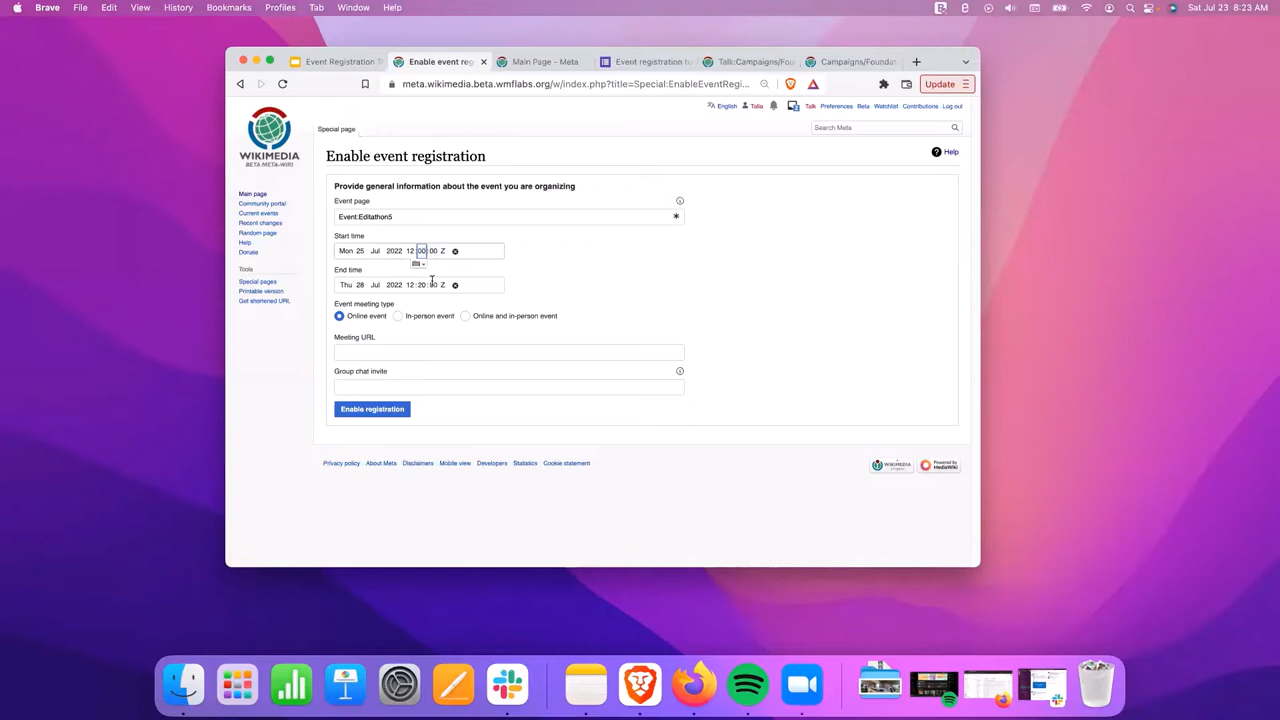 Brave File Edit View History Bookmarks Profiles Tab Window Help Sat Jul 23 8:23 AM
Event Registration T
Enable event reg
Main Page - Meta
Event registration to
Talk:Campaigns/Fou
Campaigns/Foundat
meta.wikimedia.beta.wmflabs.org/w/index.php?title=Special:EnableEventRegi...
Update
English Talia Talk Preferences Beta Watchlist Contributions Log out
WIKIMEDIA
BETA META-WIKI
Special page
Search Meta
Enable event registration
Help
Main page
Community portal
Current events
Recent changes
Random page
Help
Donate
Tools
Special pages
Printable version
Get shortened URL
Provide general information about the event you are organizing
Event page
Event:Editathon5
Start time
Mon 25 Jul 2022 12:00:00 Z
End time
Thu 28 Jul 2022 12:20:00 Z
Event meeting type
Online event In-person event Online and in-person event
Meeting URL
Group chat invite
Enable registration
Privacy policy About Meta Disclaimers Mobile view Developers Statistics Cookie statement
WIKIMEDIA
Powered by
MediaWiki